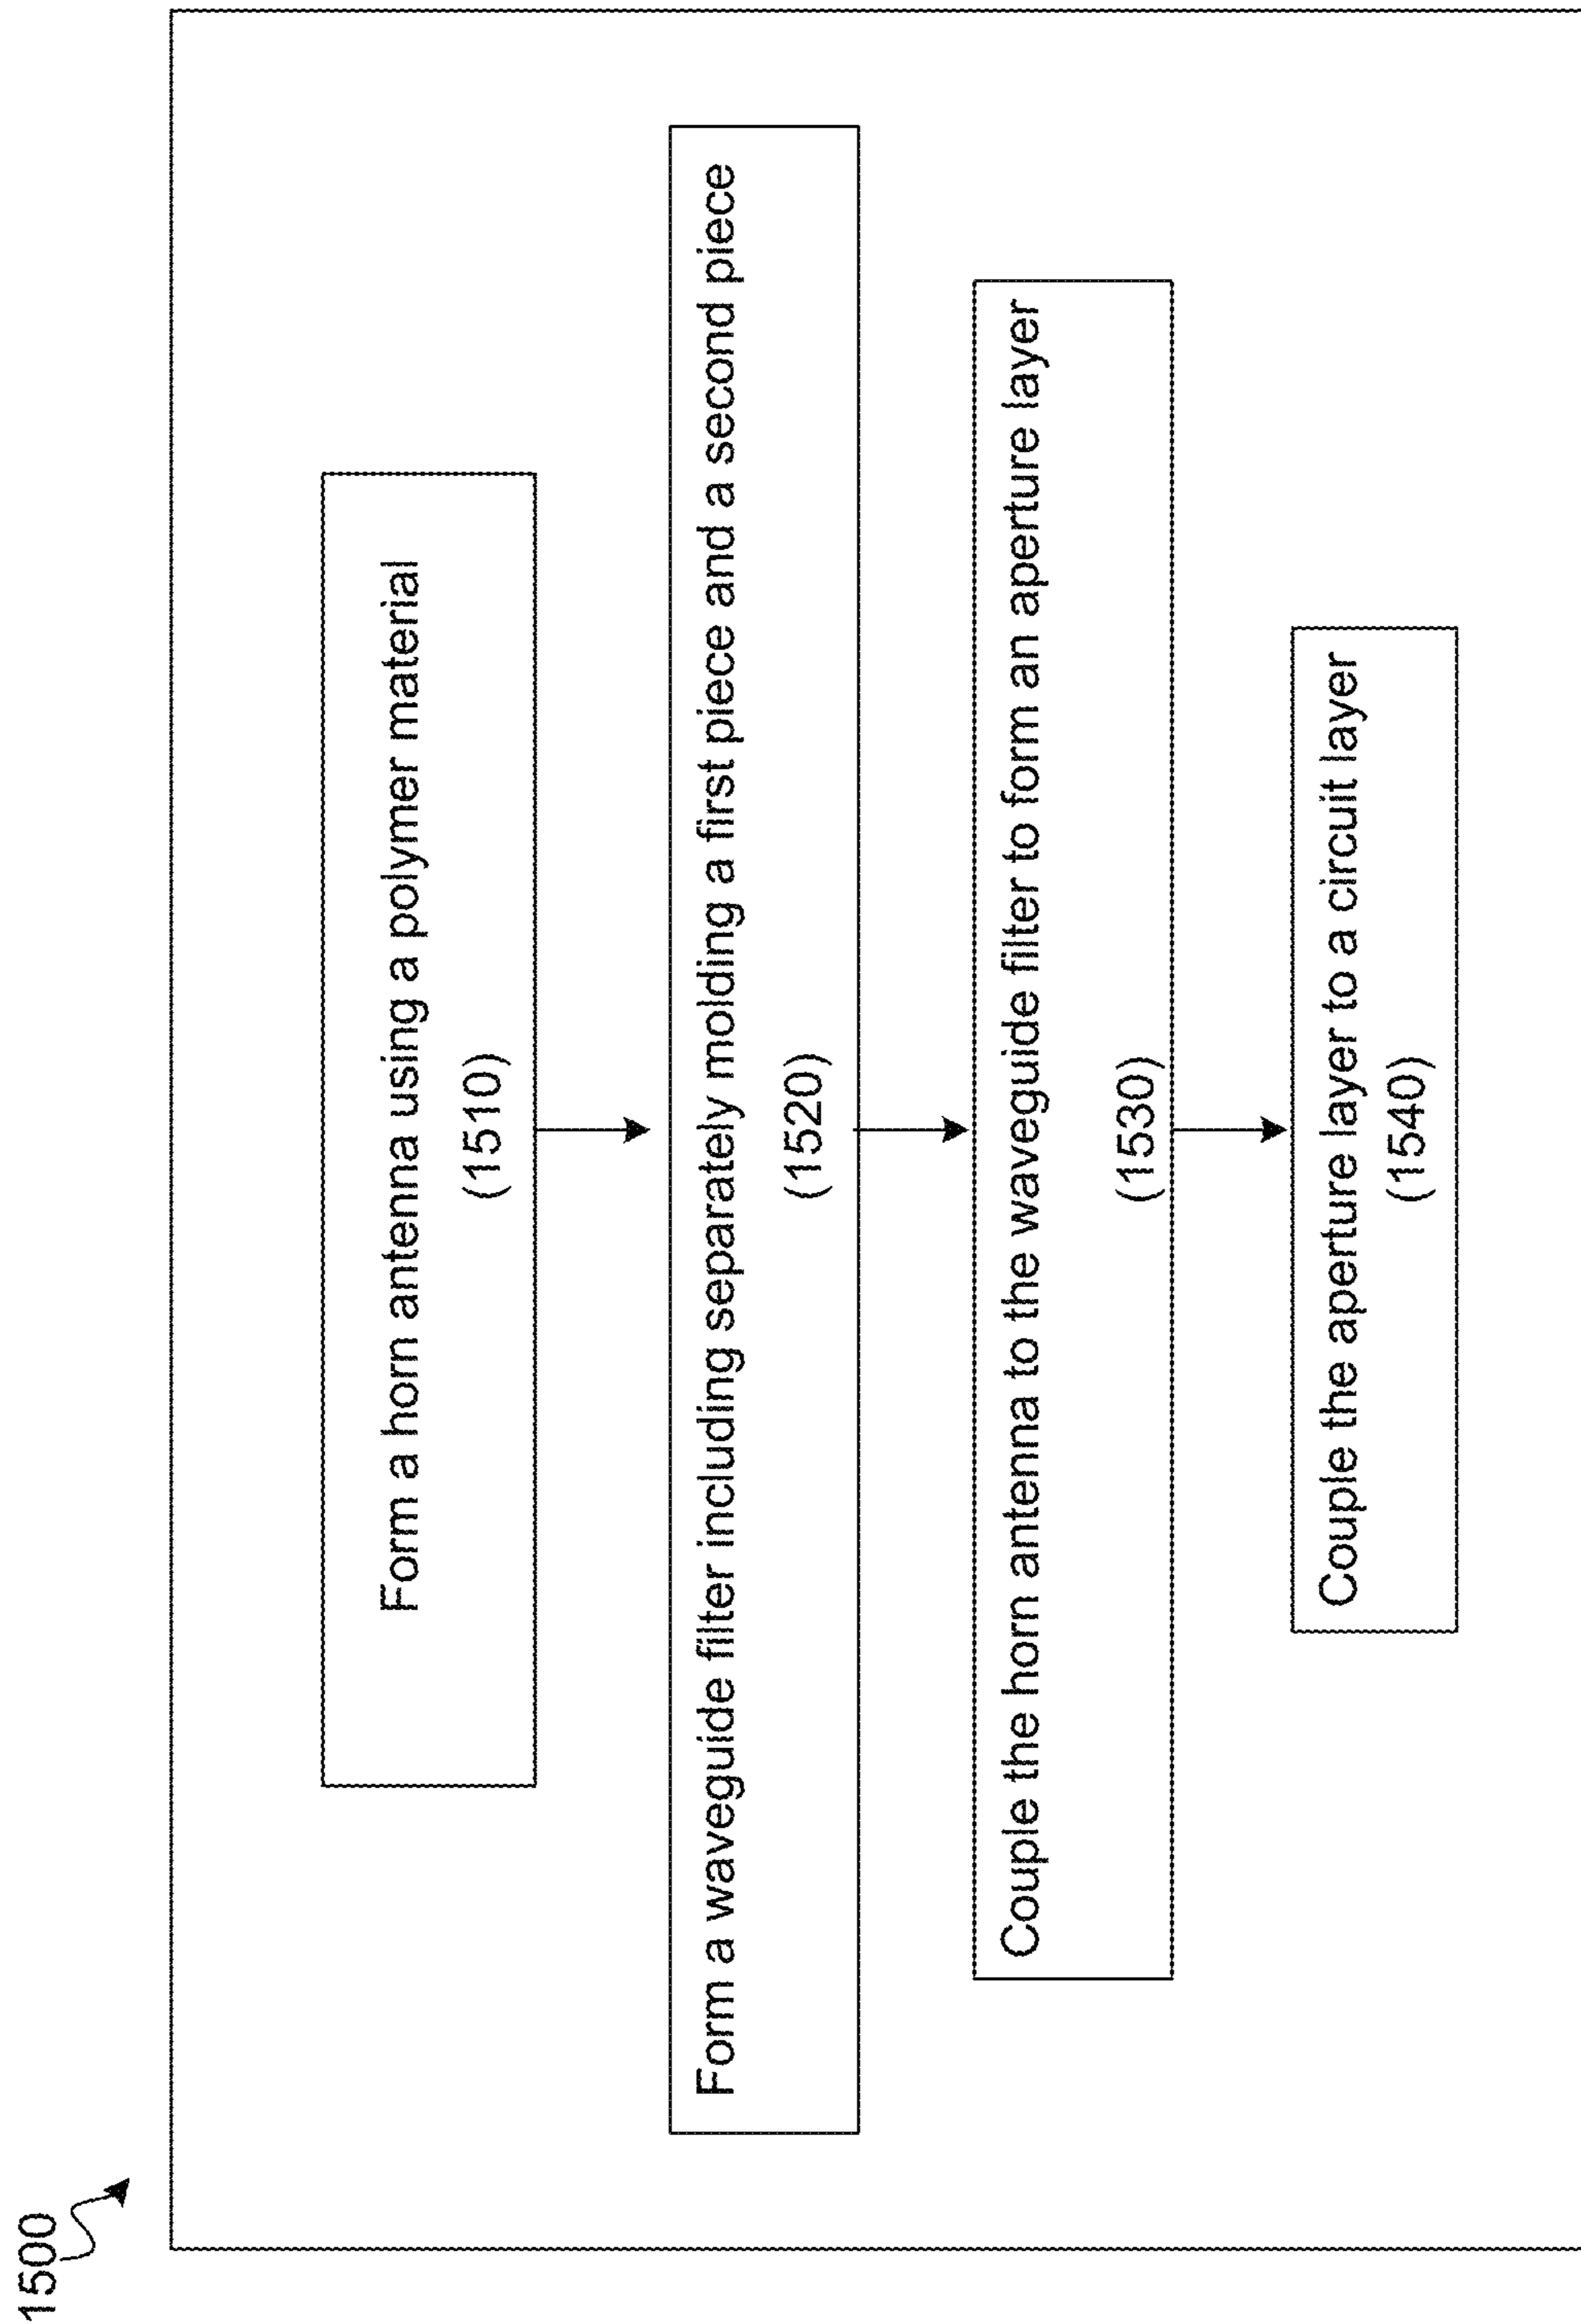 1500
Form a horn antenna using a polymer material
(1510)
Form a waveguide filter including separately molding a first piece and a second piece
(1520)
Couple the horn antenna to the waveguide filter to form an aperture layer
(1530)
Couple the aperture layer to a circuit layer
(1540)